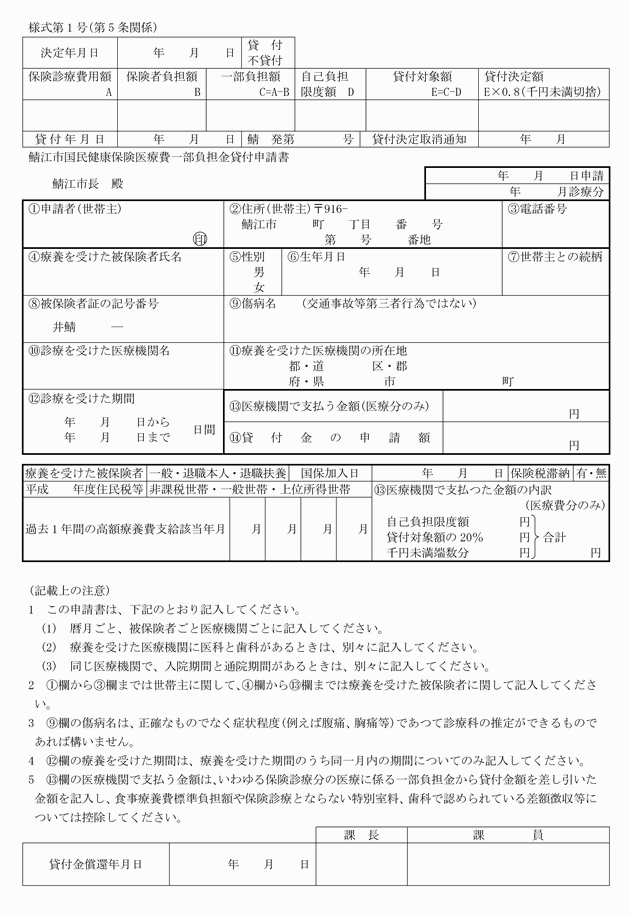 様式第1号(第5条関係)
決定年月日　年　月　日　貸　付
不貸付
保険診療費用額　保険者負担額　一部負担額　自己負担　貸付対象額　貸付決定額
A　B　C=A-B　限度額　D　E=C-D　E×0.8(千円未満切捨)
貸付年月日　年　月　日　鯖　発第　号　貸付決定取消通知　年　月
鯖江市国民健康保険医療費一部負担金貸付申請書
年　月　日申請
鯖江市長　殿
年　月診療分
①申請者(世帯主)　②住所(世帯主)〒916-　③電話番号
鯖江市　町　丁目　番　号
印　第　号　番地
④療養を受けた被保険者氏名　⑤性別　⑥生年月日　⑦世帯主との続柄
男　年　月　日
女
⑧被保険者証の記号番号　⑨傷病名　(交通事故等第三者行為ではない)
井鯖　―
⑩診療を受けた医療機関名　⑪療養を受けた医療機関の所在地
都・道　区・郡
府・県　市　町
⑫診療を受けた期間　⑬医療機関で支払う金額(医療分のみ)　円
年　月　日から　日間
年　月　日まで　⑭貸付金の申請額　円
療養を受けた被保険者　一般・退職本人・退職扶養　国保加入日　年　月　日　保険税滞納　有・無
平成　年度住民税等　非課税世帯・一般世帯・上位所得世帯　⑬医療機関で支払つた金額の内訳
(医療費分のみ)
過去1年間の高額療養費支給該当年月　月　月　月　月　自己負担限度額　円
貸付対象額の20%　円　合計
千円未満端数分　円　円
(記載上の注意)
1　この申請書は、下記のとおり記入してください。
(1)　暦月ごと、被保険者ごと医療機関ごとに記入してください。
(2)　療養を受けた医療機関に医科と歯科があるときは、別々に記入してください。
(3)　同じ医療機関で、入院期間と通院期間があるときは、別々に記入してください。
2　①欄から③欄までは世帯主に関して、④欄から⑬欄までは療養を受けた被保険者に関して記入してくださ
い。
3　⑨欄の傷病名は、正確なものでなく症状程度(例えば腹痛、胸痛等)であつて診療科の推定ができるもので
あれば構いません。
4　⑫欄の療養を受けた期間は、療養を受けた期間のうち同一月内の期間についてのみ記入してください。
5　⑬欄の医療機関で支払う金額は、いわゆる保険診療分の医療に係る一部負担金から貸付金額を差し引いた
金額を記入し、食事療養費標準負担額や保険診療とならない特別室料、歯科で認められている差額徴収等に
ついては控除してください。
課　長　課　員
貸付金償還年月日　年　月　日